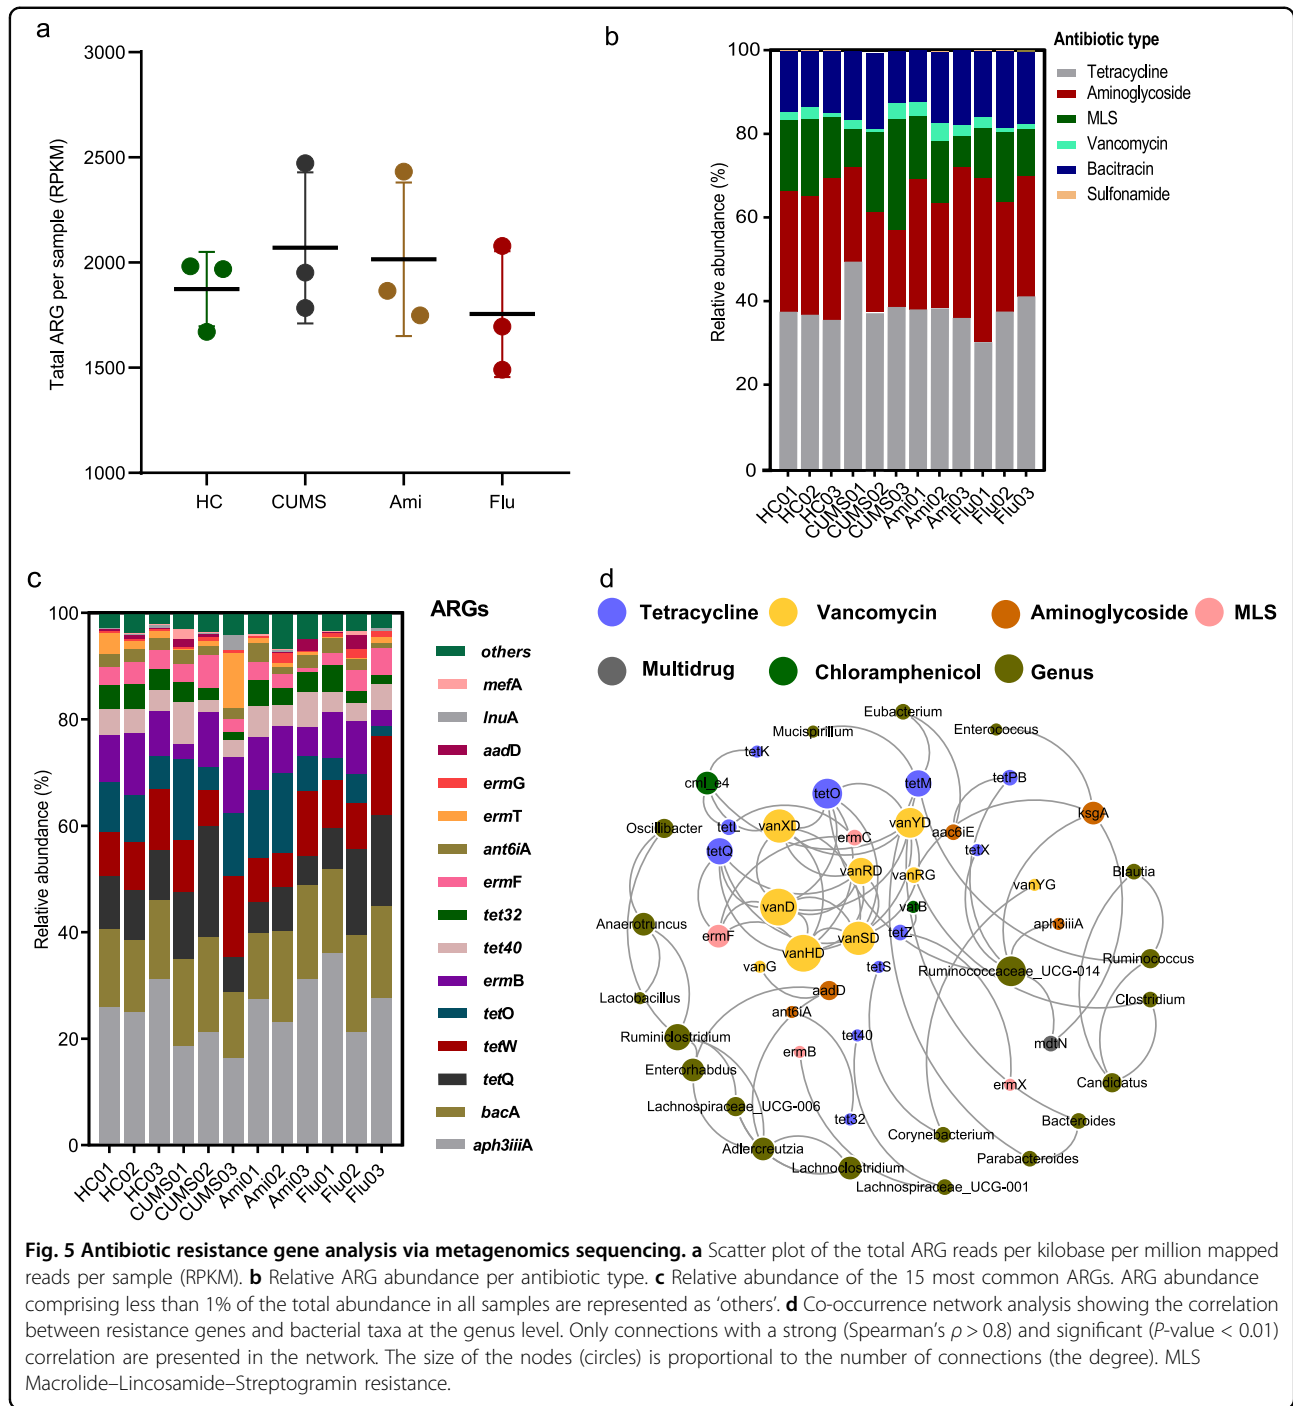 a
3000
2500
2000
1500
1000
Tatal ARG per sample (RPKM)
HC
CUMS
Ami
Flu
b
100
80
60
40
20
0
Relative abundance (%)
HC01
HC02
HC03
CUMS01
CUMS02
CUMS03
Ami01
Ami02
Ami03
Flu01
Flu02
Flu03
Antibiotic type
Tetracycline
Aminoglycoside
MLS
Vancomycin
Bacitracin
Sulfonamide
c
100
80
60
40
20
0
Relative abundance (%)
HC01
HC02
HC03
CUMS01
CUMS02
CUMS03
Ami01
Ami02
Ami03
Flu01
Flu02
Flu03
ARGs
others
mefA
lnuA
aadD
ermG
ermT
ant6iA
ermF
tet32
tet40
ermB
tetO
tetW
tetQ
bacA
aph3iiiA
d
Tetracycline
Vancomycin
Aminoglycoside
MLS
Multidrug
Chloramphenicol
Genus
Eubacterium
Mucispirillum
Enterococcus
tetK
cml_e4
tetO
tetM
tetPB
ksgA
Oscillibacter
tetL
vanXD
ermC
vanYD
aac6iE
tetX
tetQ
vanRD
vanRG
vanYG
Blautia
vanD
vatB
aph3iiiA
Anaerotruncus
ermF
vanHD
vanSD
tetZ
vanG
tetS
Ruminococcaceae_UCG-014
Ruminococcus
Lactobacillus
aadD
ant6iA
Clostridium
Ruminiclostridium
tet40
ermB
mdtN
Enterorhabdus
ermX
Candidatus
Lachnospiraceae_UCG-006
tet32
Bacteroides
Corynebacterium
Adlercreutzia
Parabacteroides
Lachnoclostridium
Lachnospiraceae_UCG-001
Fig. 5 Antibiotic resistance gene analysis via metagenomics sequencing. a Scatter plot of the total ARG reads per kilobase per million mapped
reads per sample (RPKM). b Relative ARG abundance per antibiotic type. c Relative abundance of the 15 most common ARGs. ARG abundance
comprising less than 1% of the total abundance in all samples are represented as ‘others’. d Co-occurrence network analysis showing the correlation
between resistance genes and bacterial taxa at the genus level. Only connections with a strong (Spearman’s ρ > 0.8) and significant (P-value < 0.01)
correlation are presented in the network. The size of the nodes (circles) is proportional to the number of connections (the degree). MLS
Macrolide–Lincosamide–Streptogramin resistance.